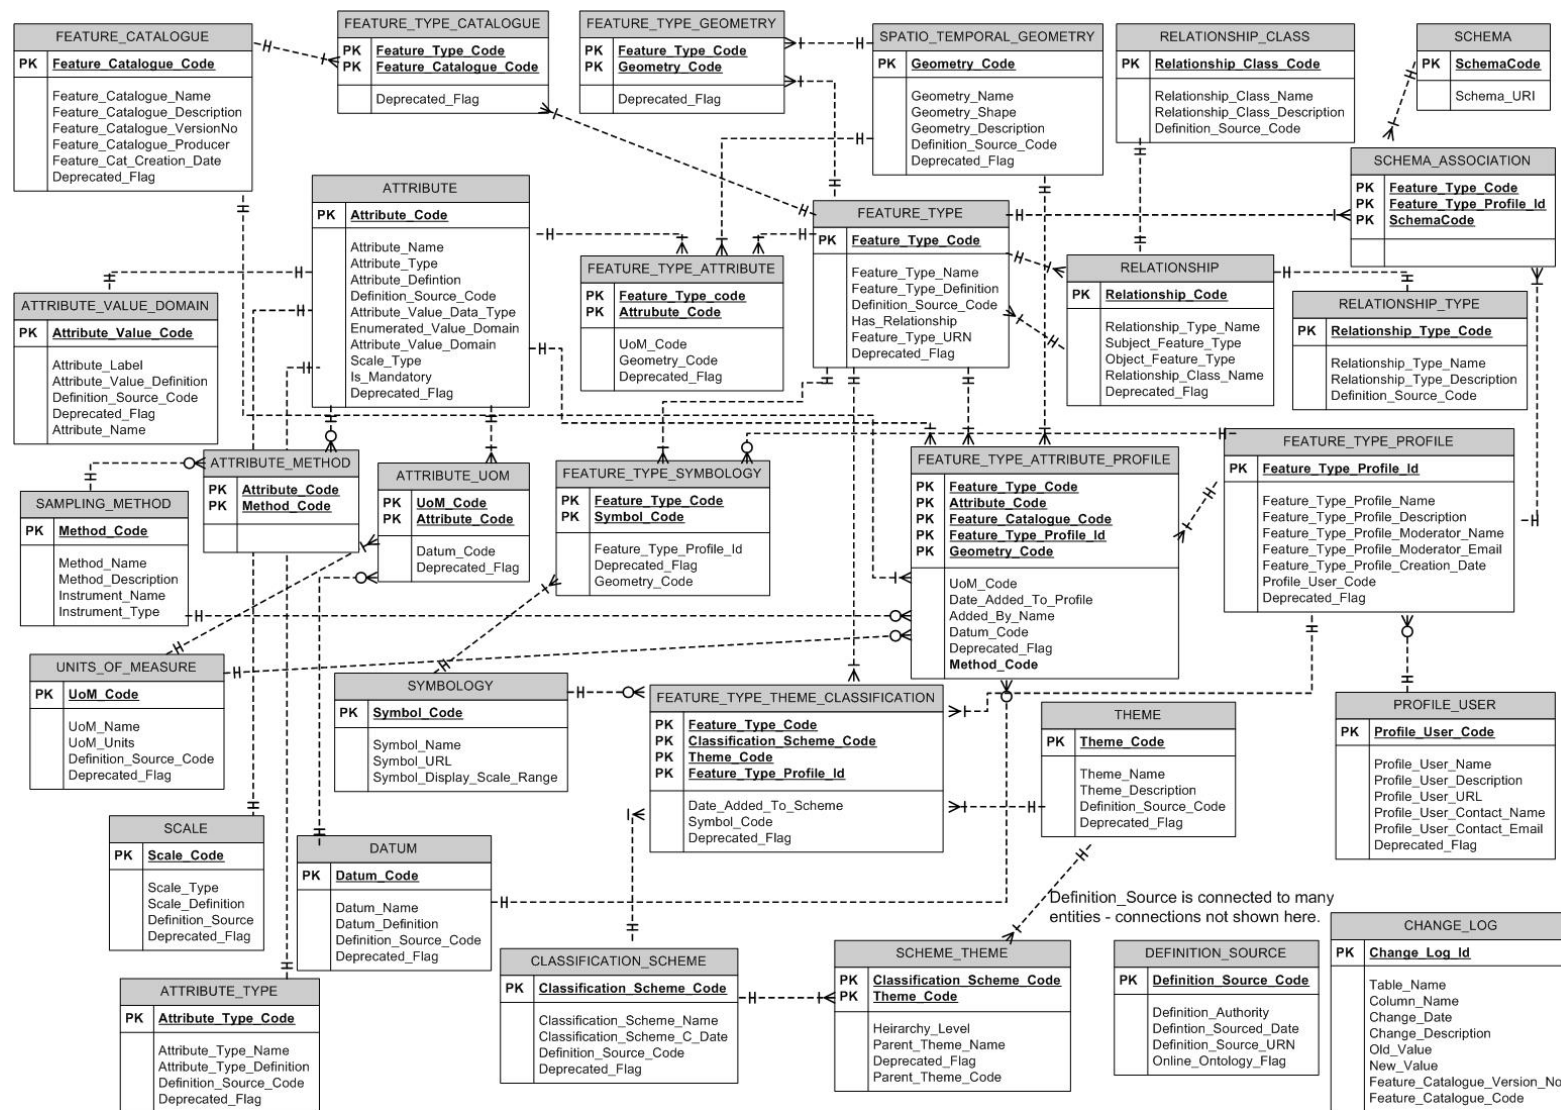 FEATURE_CATALOGUE
PK Feature_Catalogue_Code
Feature_Catalogue_Name
Feature_Catalogue_Description
Feature_Catalogue_VersionNo
Feature_Catalogue_Producer
Feature_Cat_Creation_Date
Deprecated_Flag
FEATURE_TYPE_CATALOGUE
PK Feature_Type_Code
PK Feature_Catalogue_Code
Deprecated_Flag
FEATURE_TYPE_GEOMETRY
PK Feature_Type_Code
PK Geometry_Code
Deprecated_Flag
SPATIO_TEMPORAL_GEOMETRY
PK Geometry_Code
Geometry_Name
Geometry_Shape
Geometry_Description
Definition_Source_Code
Deprecated_Flag
RELATIONSHIP_CLASS
PK Relationship_Class_Code
Relationship_Class_Name
Relationship_Class_Description
Definition_Source_Code
SCHEMA
PK SchemaCode
Schema_URI
SCHEMA_ASSOCIATION
PK Feature_Type_Code
PK Feature_Type_Profile_Id
PK SchemaCode
ATTRIBUTE
PK Attribute_Code
Attribute_Name
Attribute_Type
Attribute_Defintion
Definition_Source_Code
Attribute_Value_Data_Type
Enumerated_Value_Domain
Attribute_Value_Domain
Scale_Type
Is_Mandatory
Deprecated_Flag
FEATURE_TYPE
PK Feature_Type_Code
Feature_Type_Name
Feature_Type_Definition
Definition_Source_Code
Has_Relationship
Feature_Type_URN
Deprecated_Flag
FEATURE_TYPE_ATTRIBUTE
PK Feature_Type_code
PK Attrubute_Code
UoM_Code
Geometry_Code
Deprecated_Flag
RELATIONSHIP
PK Relationship_Code
Relationship_Type_Name
Subject_Feature_Type
Object_Feature_Type
Relationship_Class_Name
Deprecated_Flag
RELATIONSHIP_TYPE
PK Relationship_Type_Code
Relationship_Type_Name
Relationship_Type_Description
Definition_Source_Code
ATTRIBUTE_VALUE_DOMAIN
PK Attribute_Value_Code
Attribute_Label
Attribute_Value_Definition
Definition_Source_Code
Deprecated_Flag
Attribute_Name
ATTRIBUTE_METHOD
PK Attribute_Code
PK Method_Code
ATTRIBUTE_UOM
PK UoM_Code
PK Attribute_Code
Datum_Code
Deprecated_Flag
FEATURE_TYPE_SYMBOLOGY
PK Feature_Type_Code
PK Symbol_Code
Feature_Type_Profile_Id
Deprecated_Flag
Geometry_Code
FEATURE_TYPE_ATTRIBUTE_PROFILE
PK Feature_Type_Code
PK Attribute_Code
PK Feature_Catalogue_Code
PK Feature_Type_Profile_Id
PK Geometry_Code
UoM_Code
Date_Added_To_Profile
Added_By_Name
Datum_Code
Deprecated_Flag
Method_Code
FEATURE_TYPE_PROFILE
PK Feature_Type_Profile_Id
Feature_Type_Profile_Name
Feature_Type_Profile_Description
Feature_Type_Profile_Moderator_Name
Feature_Type_Profile_Moderator_Email
Feature_Type_Profile_Creation_Date
Profile_User_Code
Deprecated_Flag
SAMPLING_METHOD
PK Method_Code
Method_Name
Method_Description
Instrument_Name
Instrument_Type
UNITS_OF_MEASURE
PK UoM_Code
UoM_Name
UoM_Units
Definition_Source_Code
Deprecated_Flag
SYMBOLOGY
PK Symbol_Code
Symbol_Name
Symbol_URL
Symbol_Display_Scale_Range
FEATURE_TYPE_THEME_CLASSIFICATION
PK Feature_Type_Code
PK Classification_Scheme_Code
PK Theme_Code
PK Feature_Type_Profile_Id
Date_Added_To_Scheme
Symbol_Code
Deprecated_Flag
THEME
PK Theme_Code
Theme_Name
Theme_Description
Definition_Source_Code
Deprecated_Flag
PROFILE_USER
PK Profile_User_Code
Profile_User_Name
Profile_User_Description
Profile_User_URL
Profile_User_Contact_Name
Profile_User_Contact_Email
Deprecated_Flag
SCALE
PK Scale_Code
Scale_Type
Scale_Definition
Definition_Source
Deprecated_Flag
DATUM
PK Datum_Code
Datum_Name
Datum_Definition
Definition_Source_Code
Deprecated_Flag
Definition_Source is connected to many
entities - connections not shown here.
ATTRIBUTE_TYPE
PK Attribute_Type_Code
Attribute_Type_Name
Attribute_Type_Definition
Definition_Source_Code
Deprecated_Flag
CLASSIFICATION_SCHEME
PK Classification_Scheme_Code
Classification_Scheme_Name
Classification_Scheme_C_Date
Definition_Source_Code
Deprecated_Flag
SCHEME_THEME
PK Classification_Scheme_Code
PK Theme_Code
Heirarchy_Level
Parent_Theme_Name
Deprecated_Flag
Parent_Theme_Code
DEFINITION_SOURCE
PK Definition_Source_Code
Definition_Authority
Defintion_Sourced_Date
Definition_Source_URN
Online_Ontology_Flag
CHANGE_LOG
PK Change_Log_Id
Table_Name
Column_Name
Change_Date
Change_Description
Old_Value
New_Value
Feature_Catalogue_Version_No
Feature_Catalogue_Code